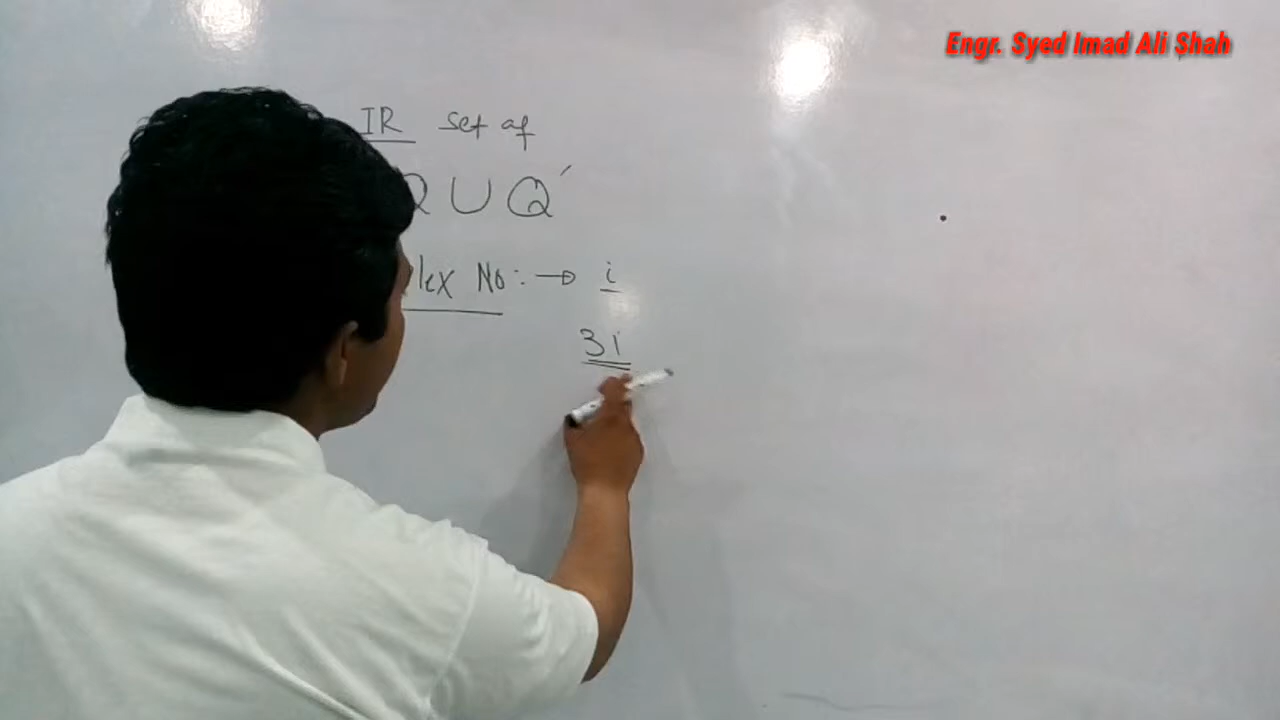 Engr. Syed Imad Ali Shah
IR set of
Q U Q′
lex No: → i
3i